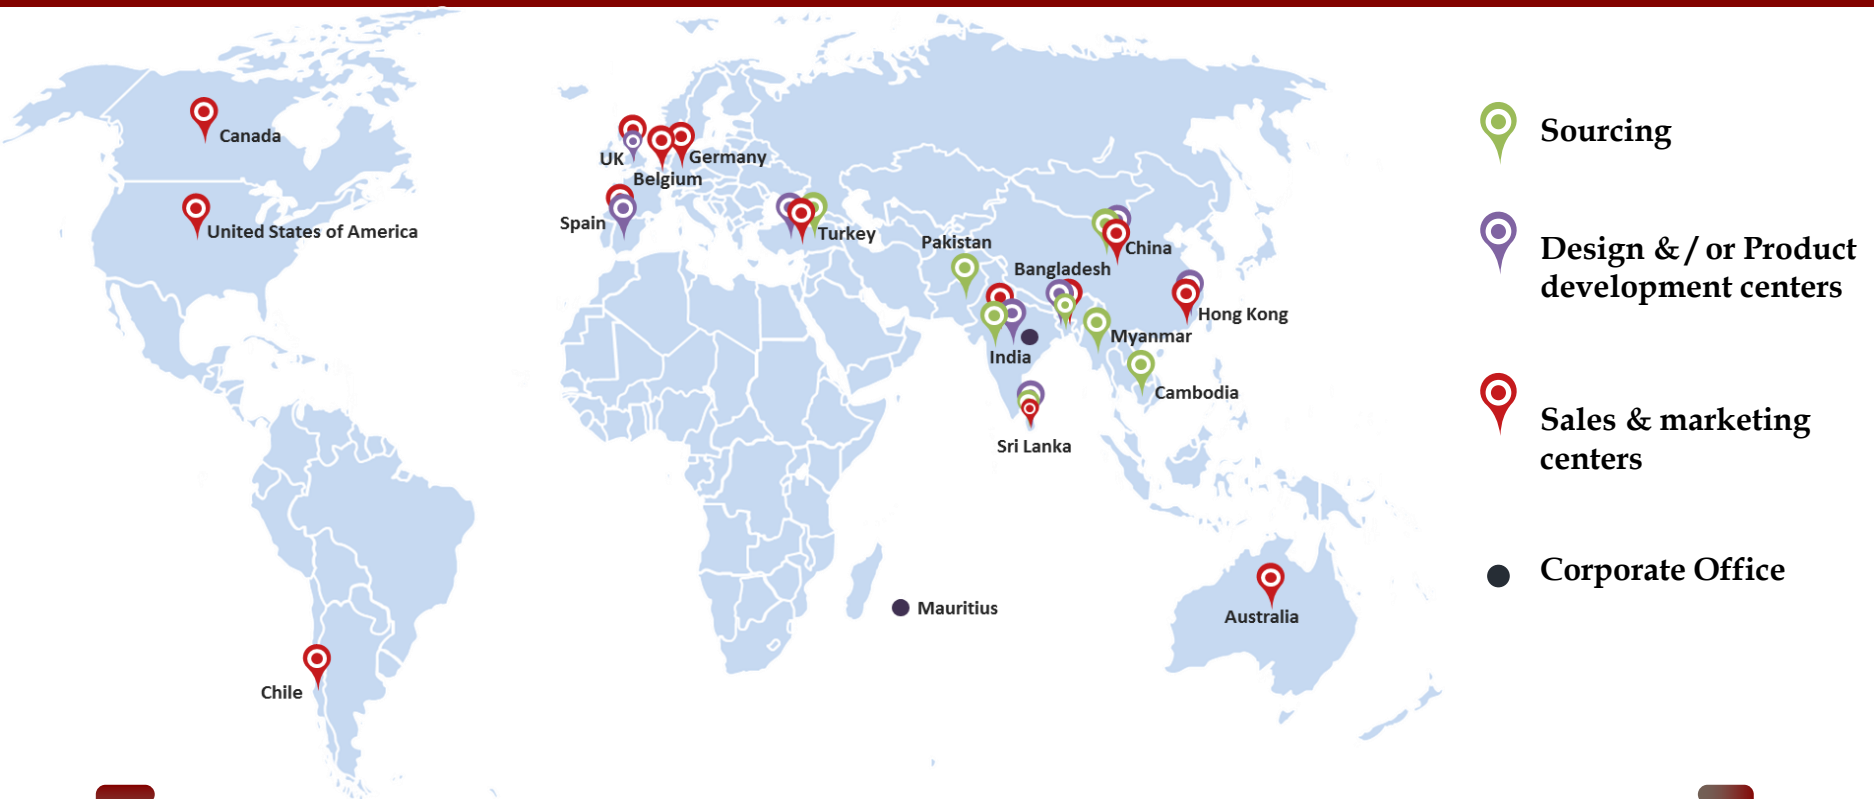 Canada
United States of America
Chile
UK
Germany
Belgium
Spain
Turkey
Pakistan
Bangladesh
China
Hong Kong
India
Myanmar
Cambodia
Sri Lanka
Mauritius
Australia
Sourcing
Design & / or Product
development centers
Sales & marketing
centers
Corporate Office